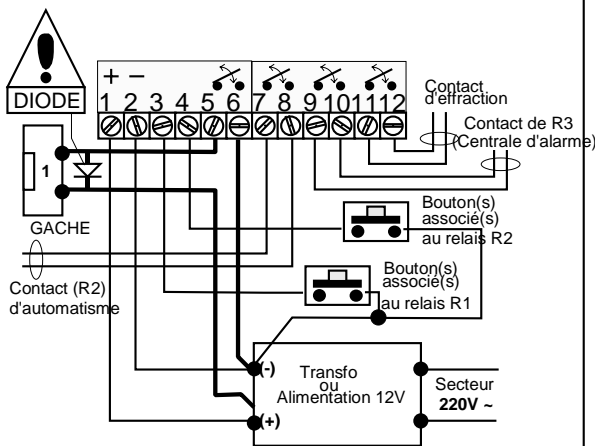 DIODE
+ −
1 2 3 4 5 6 7 8 9 10 11 12
Contact
d'effraction
Contact de R3
(Centrale d'alarme)
1
GACHE
Bouton(s)
associé(s)
au relais R2
Contact (R2)
d'automatisme
Bouton(s)
associé(s)
au relais R1
(-)
Transfo
ou
Alimentation 12V
(+)
Secteur
220V ~